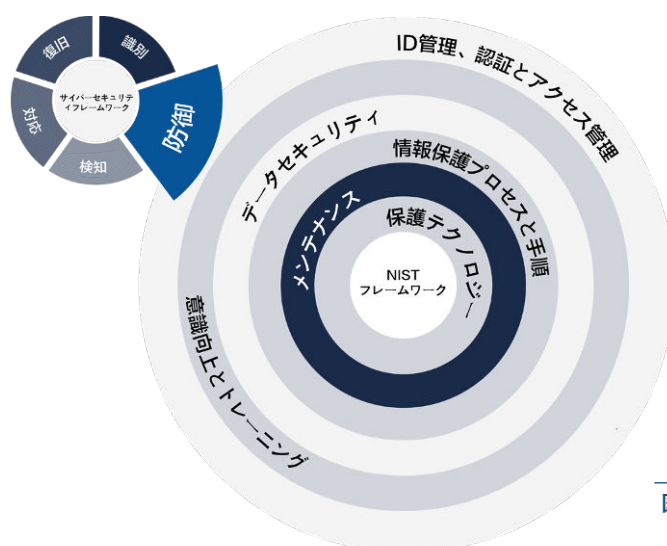 復旧
識別
サイバーセキュリテ
ィフレームワーク
防御
対応
検知
ID管理、認証とアクセス管理
データセキュリティ
情報保護プロセスと手順
メンテナンス
保護テクノロジー
NIST
フレームワーク
意識向上とトレーニング